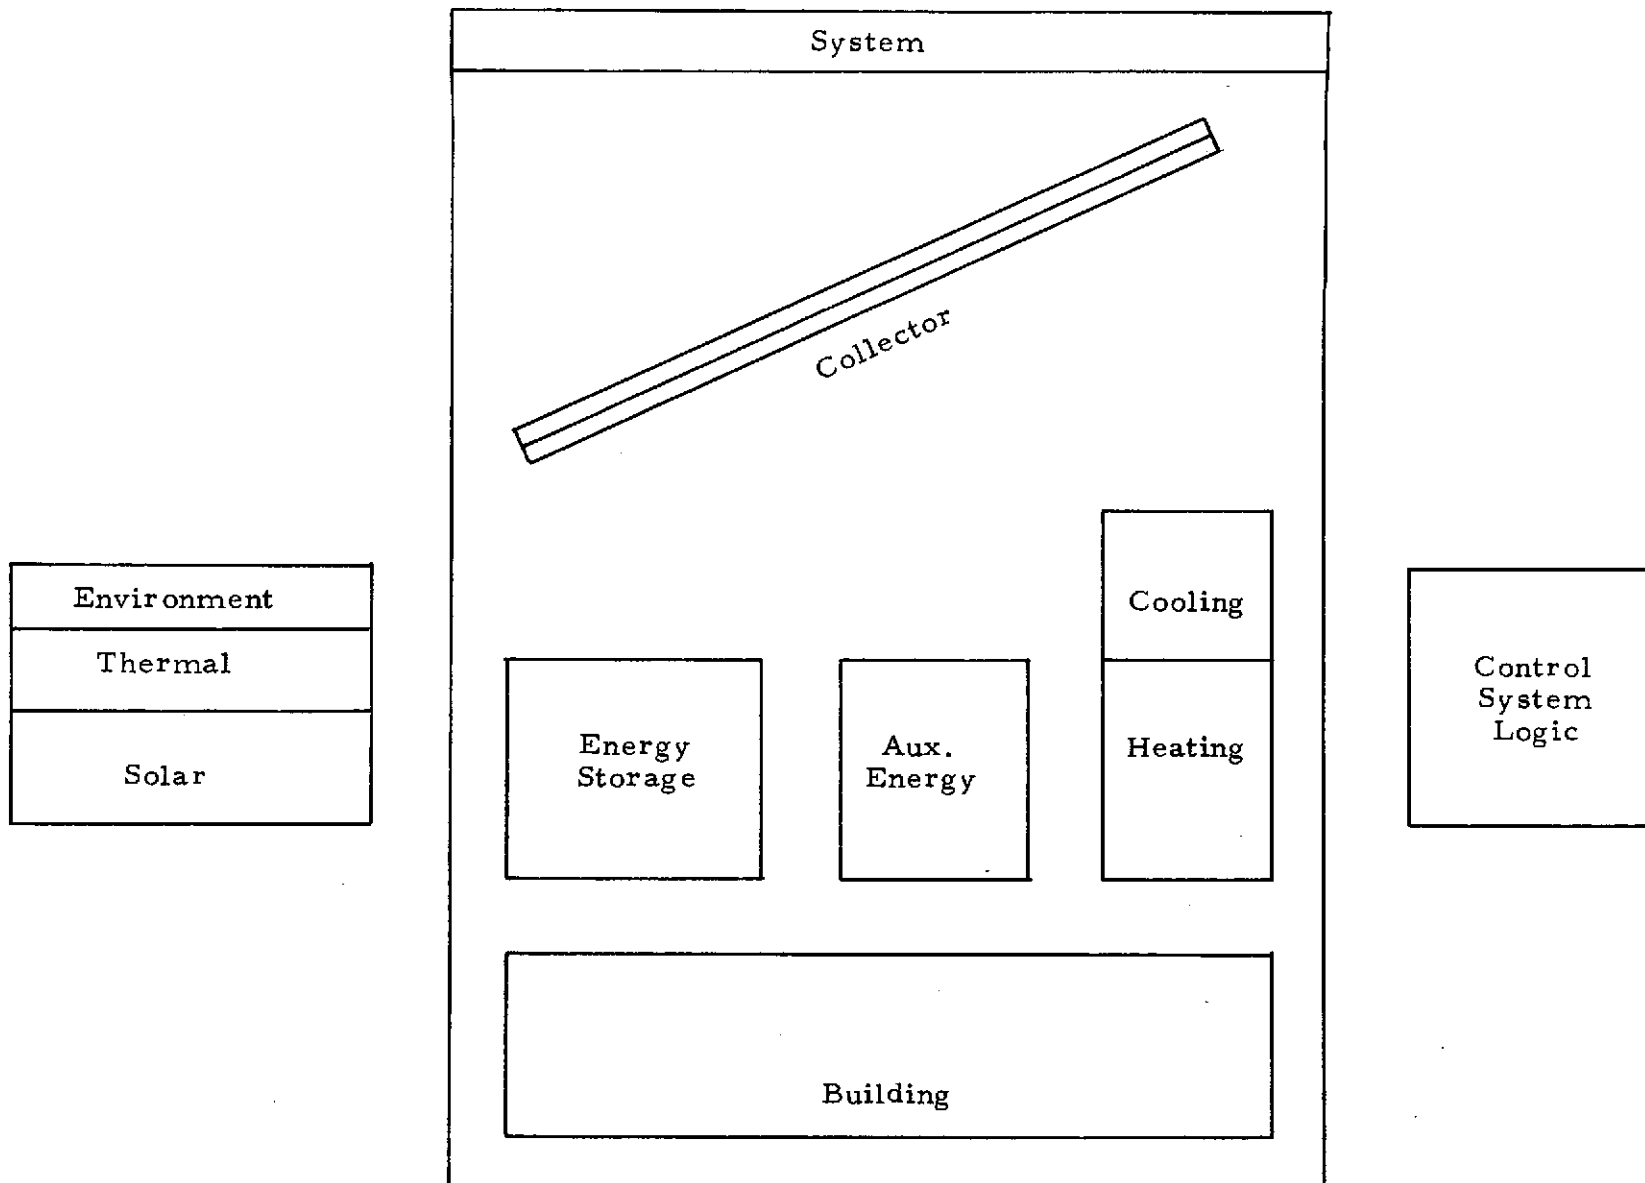 System
Collector
Environment
Thermal
Solar
Energy
Storage
Aux.
Energy
Cooling
Heating
Control
System
Logic
Building